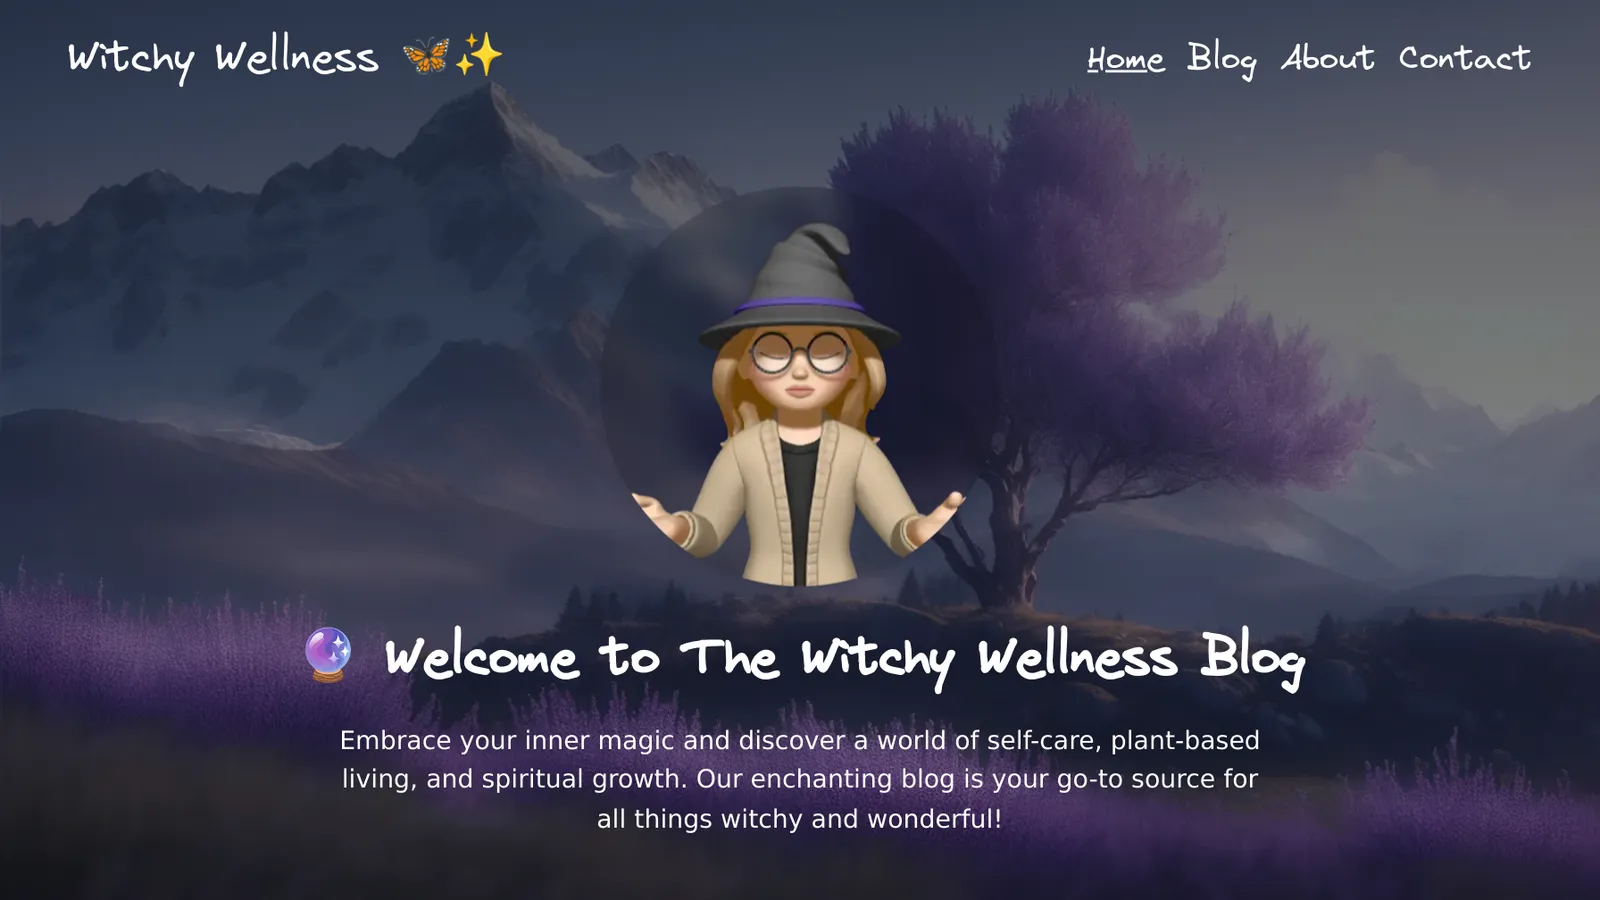 Witchy Wellness 🦋✨
Home Blog About Contact
🔮 Welcome to The Witchy Wellness Blog
Embrace your inner magic and discover a world of self-care, plant-based
living, and spiritual growth. Our enchanting blog is your go-to source for
all things witchy and wonderful!